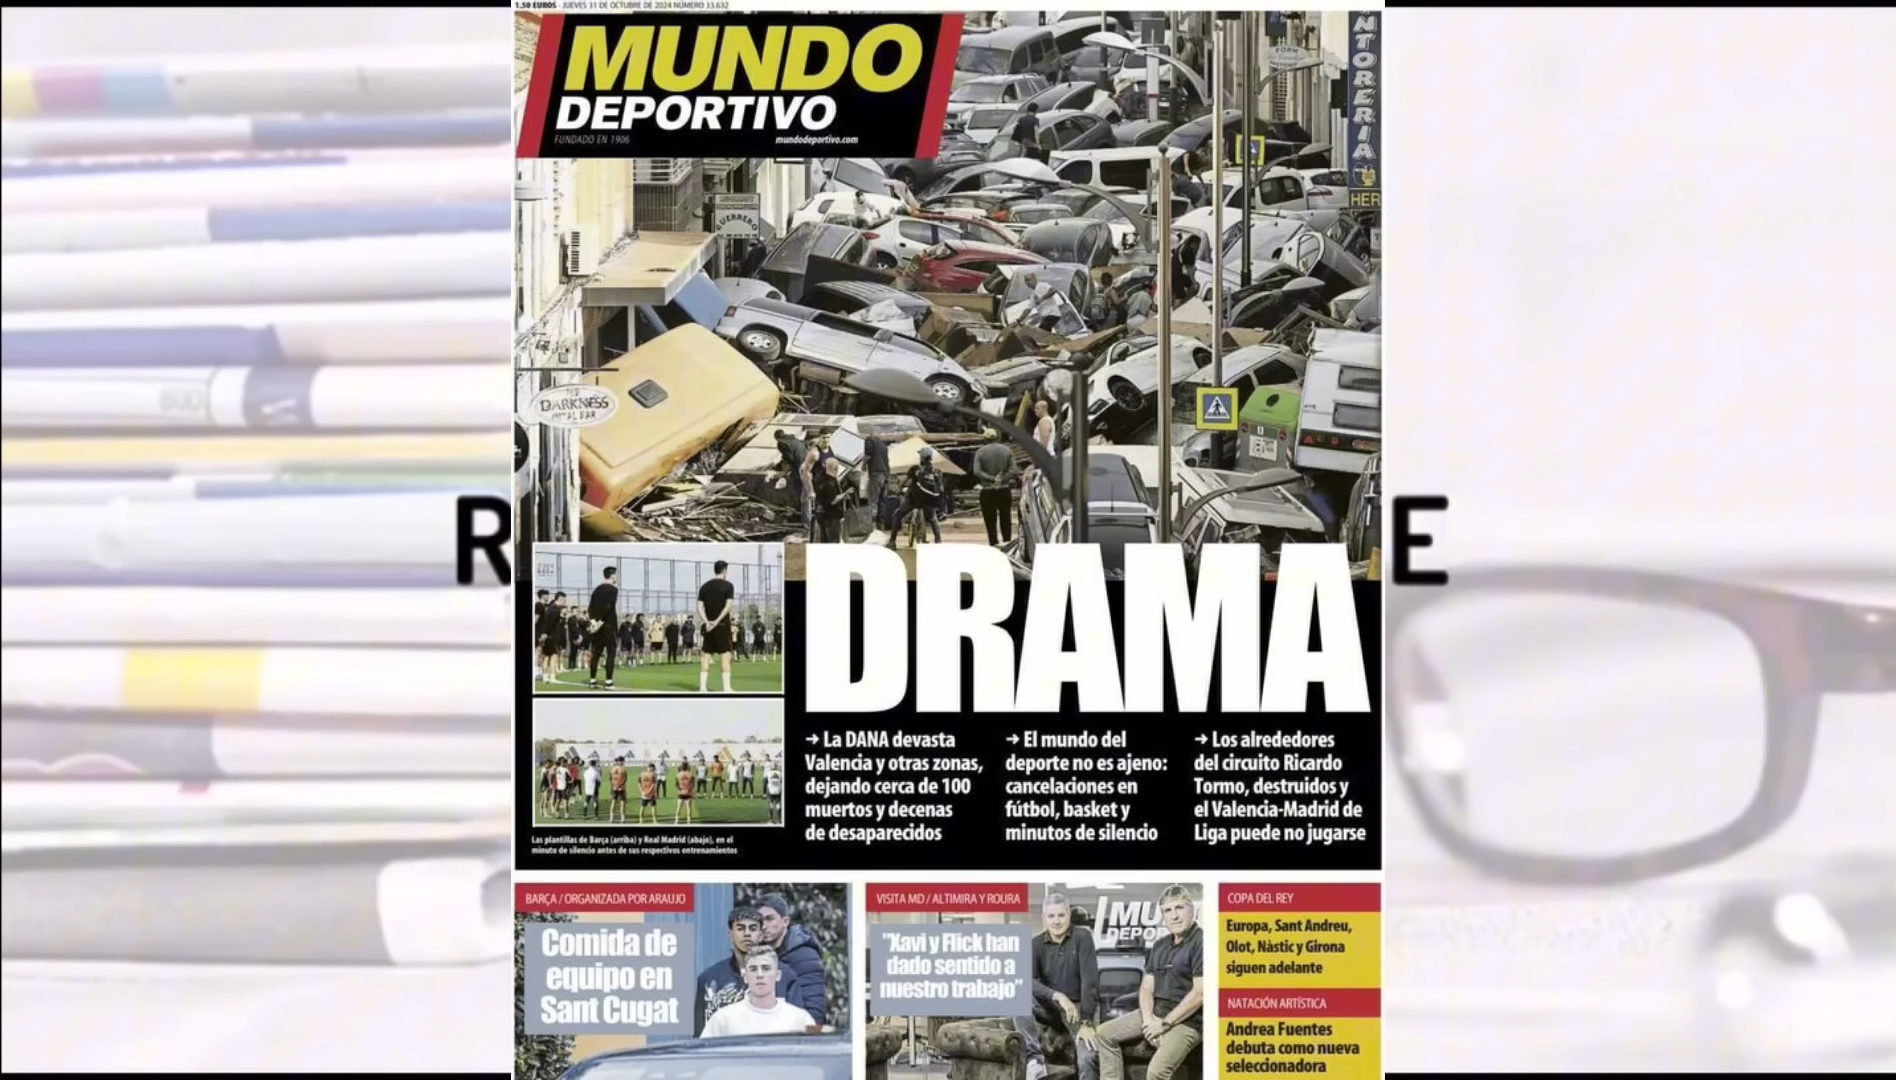 1,50 EUROS · JUEVES 31 DE OCTUBRE DE 2024 NÚMERO 33.632
MUNDO
DEPORTIVO
FUNDADO EN 1906
mundodeportivo.com
NTORERIA
HER
GUERRERO
DARKNESS
800
R
E
DRAMA
→ La DANA devasta
Valencia y otras zonas,
dejando cerca de 100
muertos y decenas
de desaparecidos
→ El mundo del
deporte no es ajeno:
cancelaciones en
fútbol, basket y
minutos de silencio
→ Los alrededores
del circuito Ricardo
Tormo, destruidos y
el Valencia-Madrid de
Liga puede no jugarse
Las plantillas de Barça (arriba) y Real Madrid (abajo), en el
minuto de silencio antes de sus respectivos entrenamientos
BARÇA / ORGANIZADA POR ARAUJO
Comida de
equipo en
Sant Cugat
VISITA MD / ALTIMIRA Y ROURA
"Xavi y Flick han
dado sentido a
nuestro trabajo"
MU
DEPOR
COPA DEL REY
Europa, Sant Andreu,
Olot, Nàstic y Girona
siguen adelante
NATACIÓN ARTÍSTICA
Andrea Fuentes
debuta como nueva
seleccionadora